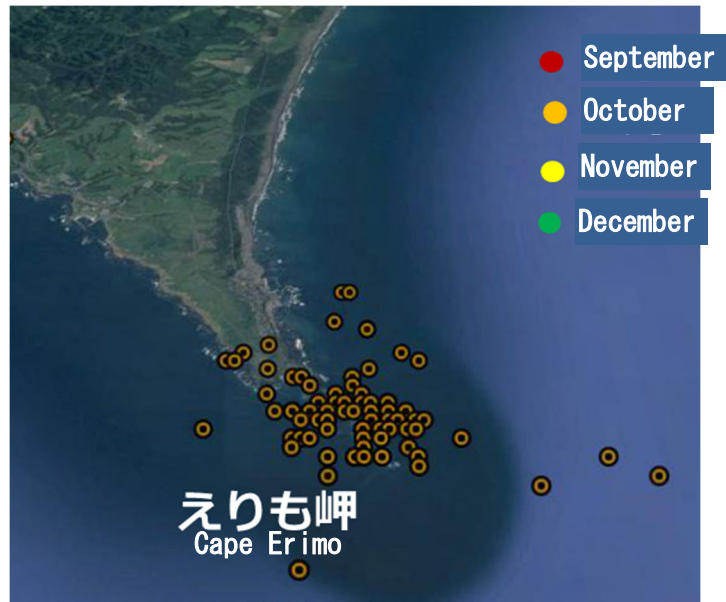 September
October
November
December
えりも岬
Cape Erimo